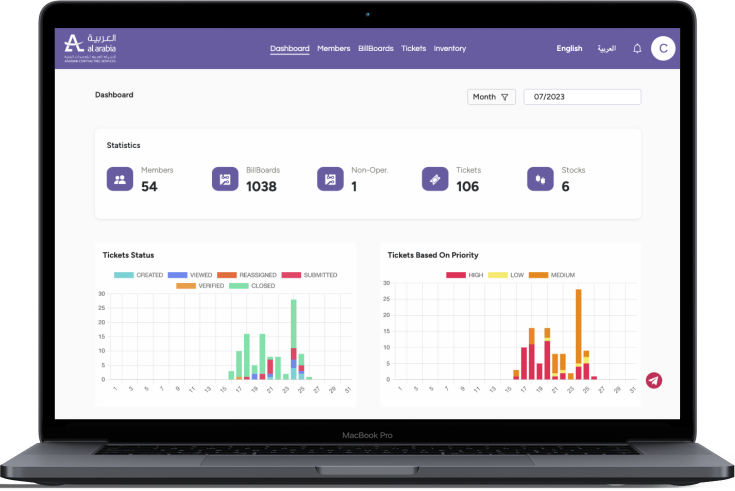 العربية
al arabia
ARABIAN CONTRACTING SERVICES
Dashboard Members BillBoards Tickets Inventory
English العربية C
Dashboard
Month 07/2023
Statistics
Members BillBoards Non-Oper. Tickets Stocks
54 1038 1 106 6
Tickets Status
CREATED VIEWED REASSIGNED SUBMITTED
VERIFIED CLOSED
30
25
20
15
10
5
0
1 3 5 7 9 11 13 15 17 19 21 23 25 27 29 31
Tickets Based On Priority
HIGH LOW MEDIUM
30
25
20
15
10
5
0
1 3 5 7 9 11 13 15 17 19 21 23 25 27 29 31
MacBook Pro